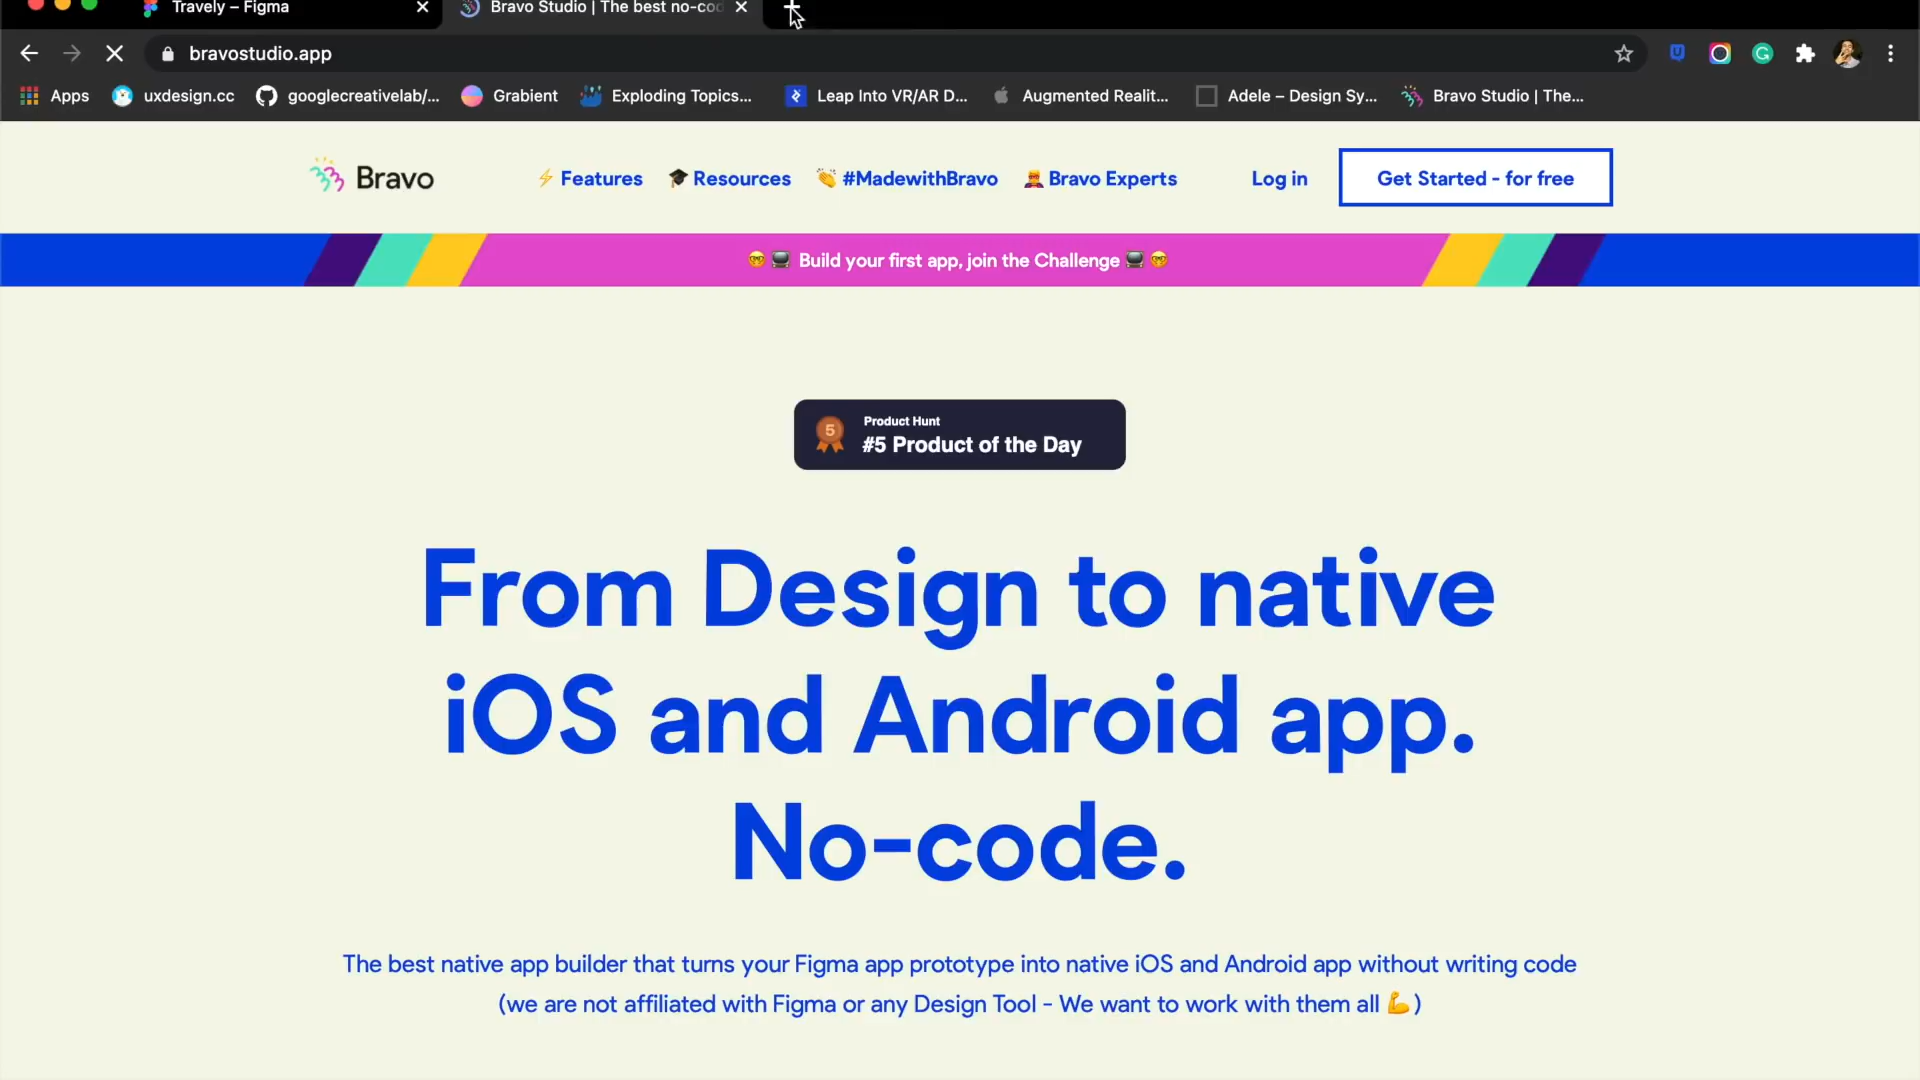 Travely – Figma
Bravo Studio | The best no-cod
bravostudio.app
Apps
uxdesign.cc
googlecreativelab/...
Grabient
Exploding Topics...
Leap Into VR/AR D...
Augmented Realit...
Adele – Design Sy...
Bravo Studio | The...
Bravo
⚡ Features
🎓 Resources
👏 #MadewithBravo
Bravo Experts
Log in
Get Started - for free
Build your first app, join the Challenge
5
Product Hunt
#5 Product of the Day
From Design to native
iOS and Android app.
No-code.
The best native app builder that turns your Figma app prototype into native iOS and Android app without writing code
(we are not affiliated with Figma or any Design Tool - We want to work with them all 💪)